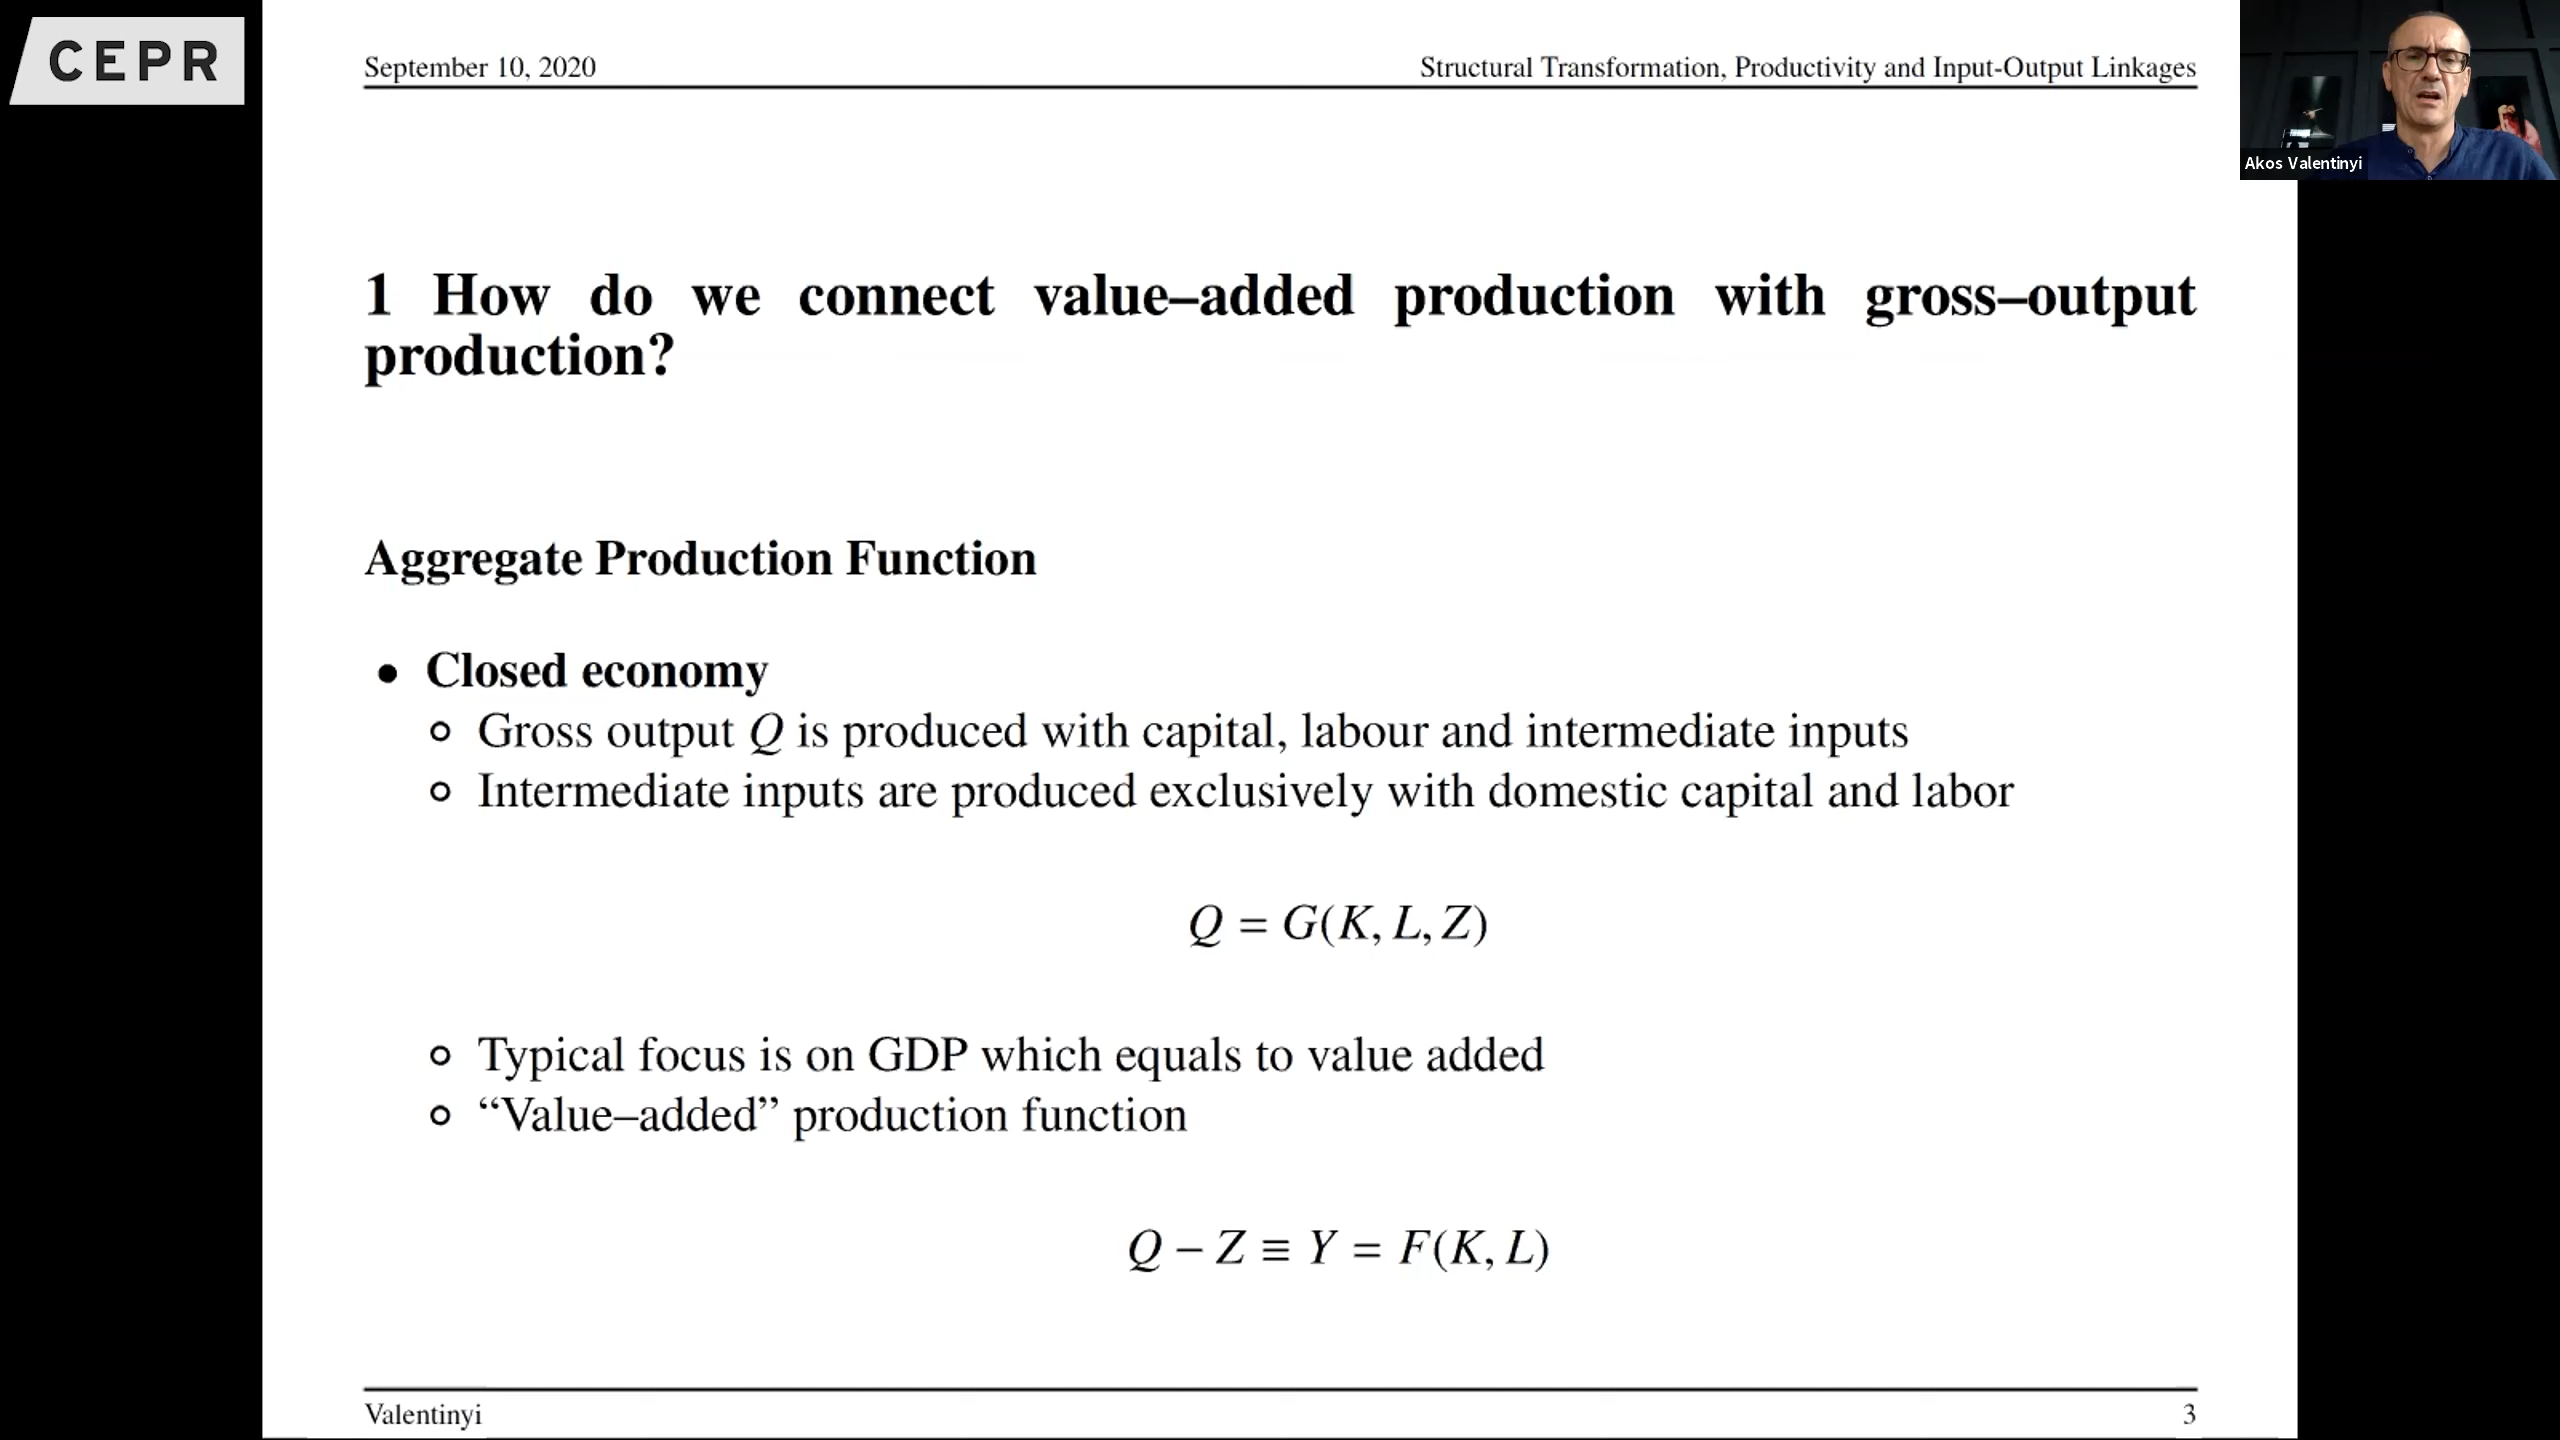 CEPR
September 10, 2020 Structural Transformation, Productivity and Input-Output Linkages
Akos Valentinyi
1 How do we connect value–added production with gross–output
production?
Aggregate Production Function
• Closed economy
∘ Gross output Q is produced with capital, labour and intermediate inputs
∘ Intermediate inputs are produced exclusively with domestic capital and labor
Q = G(K, L, Z)
∘ Typical focus is on GDP which equals to value added
∘ “Value–added” production function
Q − Z ≡ Y = F(K, L)
Valentinyi 3